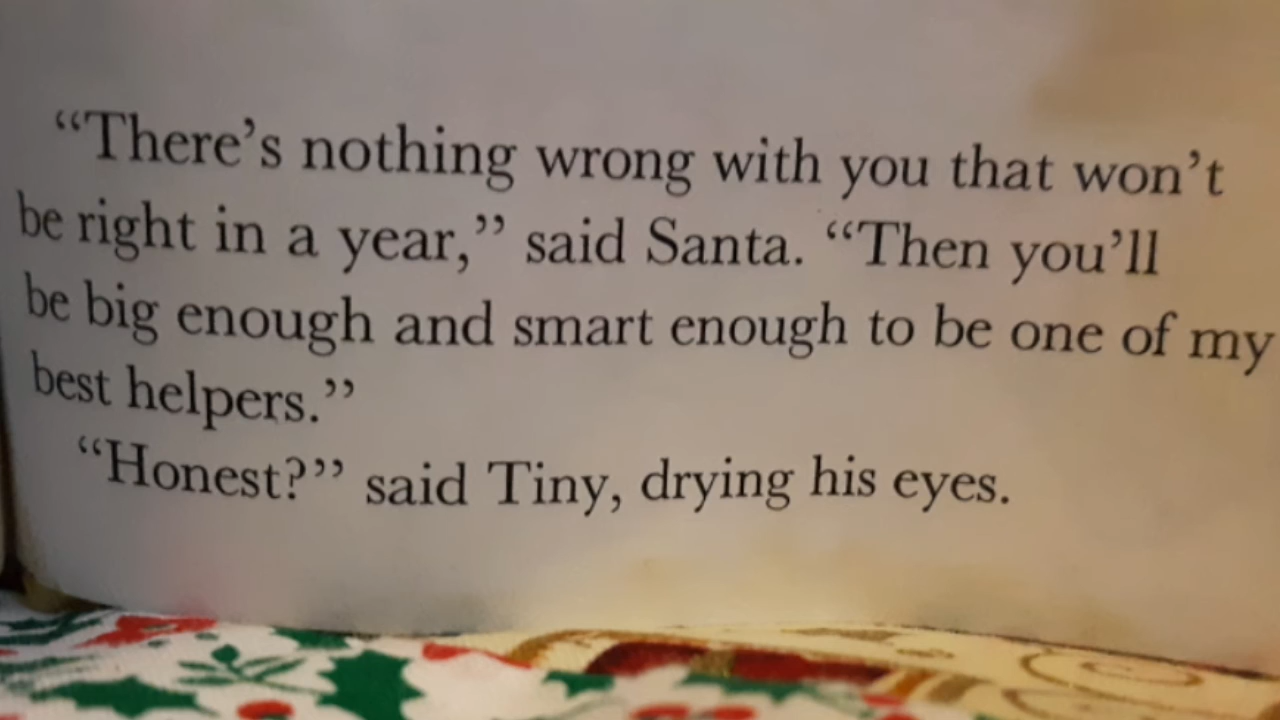 “There’s nothing wrong with you that won’t
be right in a year,” said Santa. “Then you’ll
be big enough and smart enough to be one of my
best helpers.”
“Honest?” said Tiny, drying his eyes.